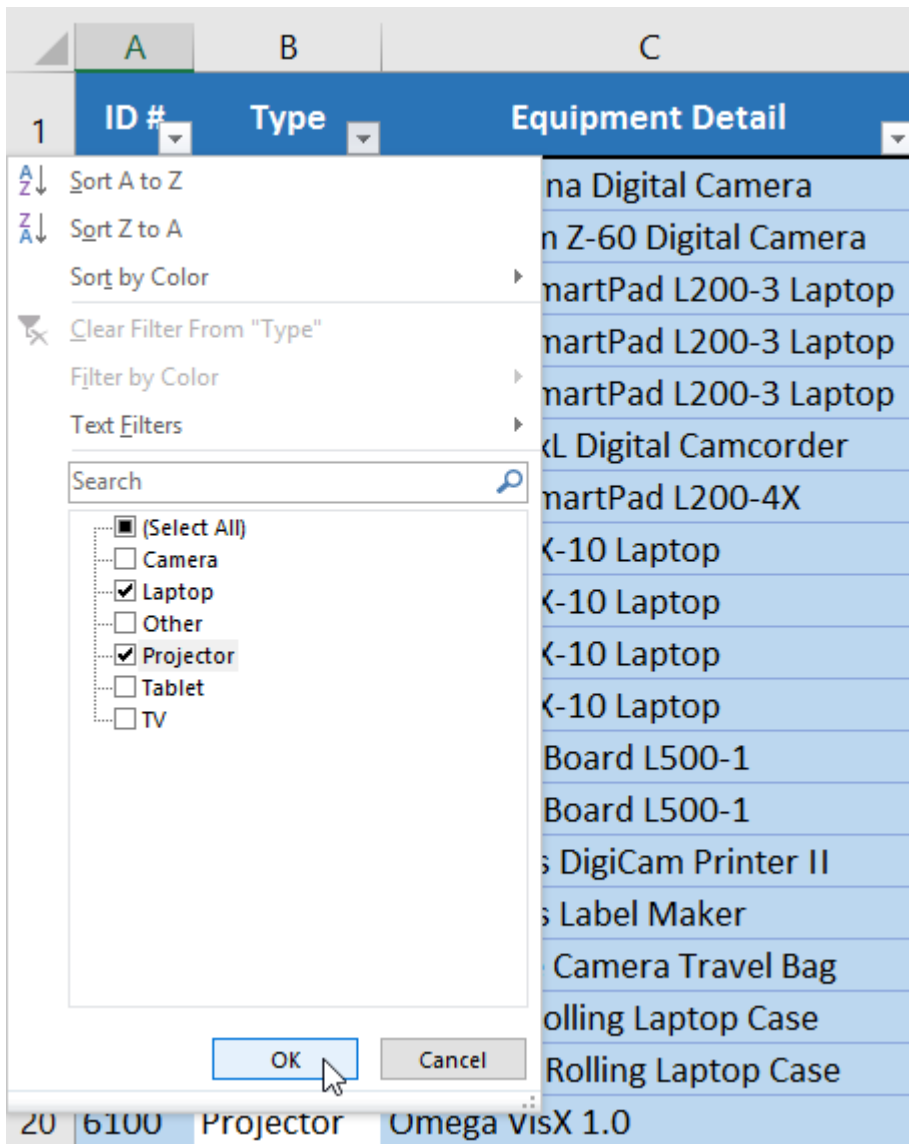 A B C
1 ID # Type Equipment Detail
Sort A to Z
Sort Z to A
Sort by Color
Clear Filter From "Type"
Filter by Color
Text Filters
Search
(Select All)
Camera
Laptop
Other
Projector
Tablet
TV
OK Cancel
na Digital Camera
n Z-60 Digital Camera
martPad L200-3 Laptop
martPad L200-3 Laptop
martPad L200-3 Laptop
xL Digital Camcorder
martPad L200-4X
X-10 Laptop
X-10 Laptop
X-10 Laptop
X-10 Laptop
Board L500-1
Board L500-1
s DigiCam Printer II
s Label Maker
Camera Travel Bag
olling Laptop Case
Rolling Laptop Case
20 6100 Projector Omega VisX 1.0